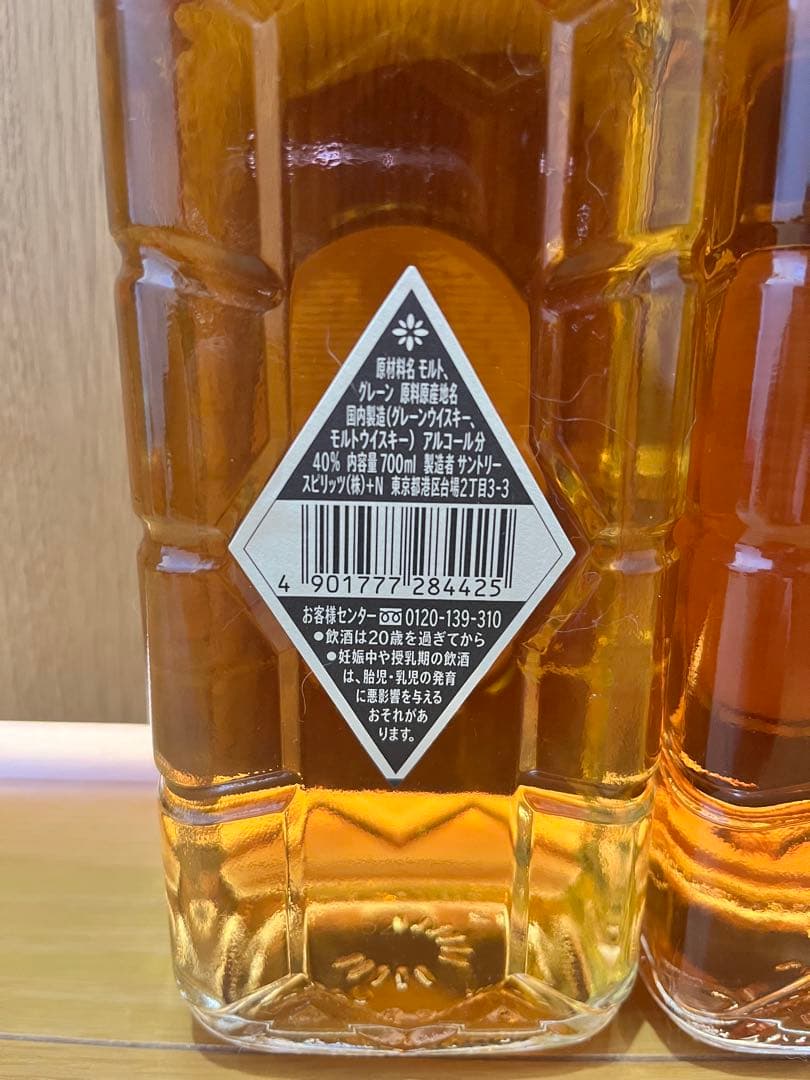 原材料名 モルト、
グレーン 原料原産地名
国内製造(グレーンウイスキー、
モルトウイスキー) アルコール分
40% 内容量 700ml 製造者 サントリー
スピリッツ(株)+N 東京都港区台場2丁目3-3
4 901777 284425
お客様センター 0120-139-310
●飲酒は20歳を過ぎてから
●妊娠中や授乳期の飲酒
は、胎児・乳児の発育
に悪影響を与える
おそれがあ
ります。